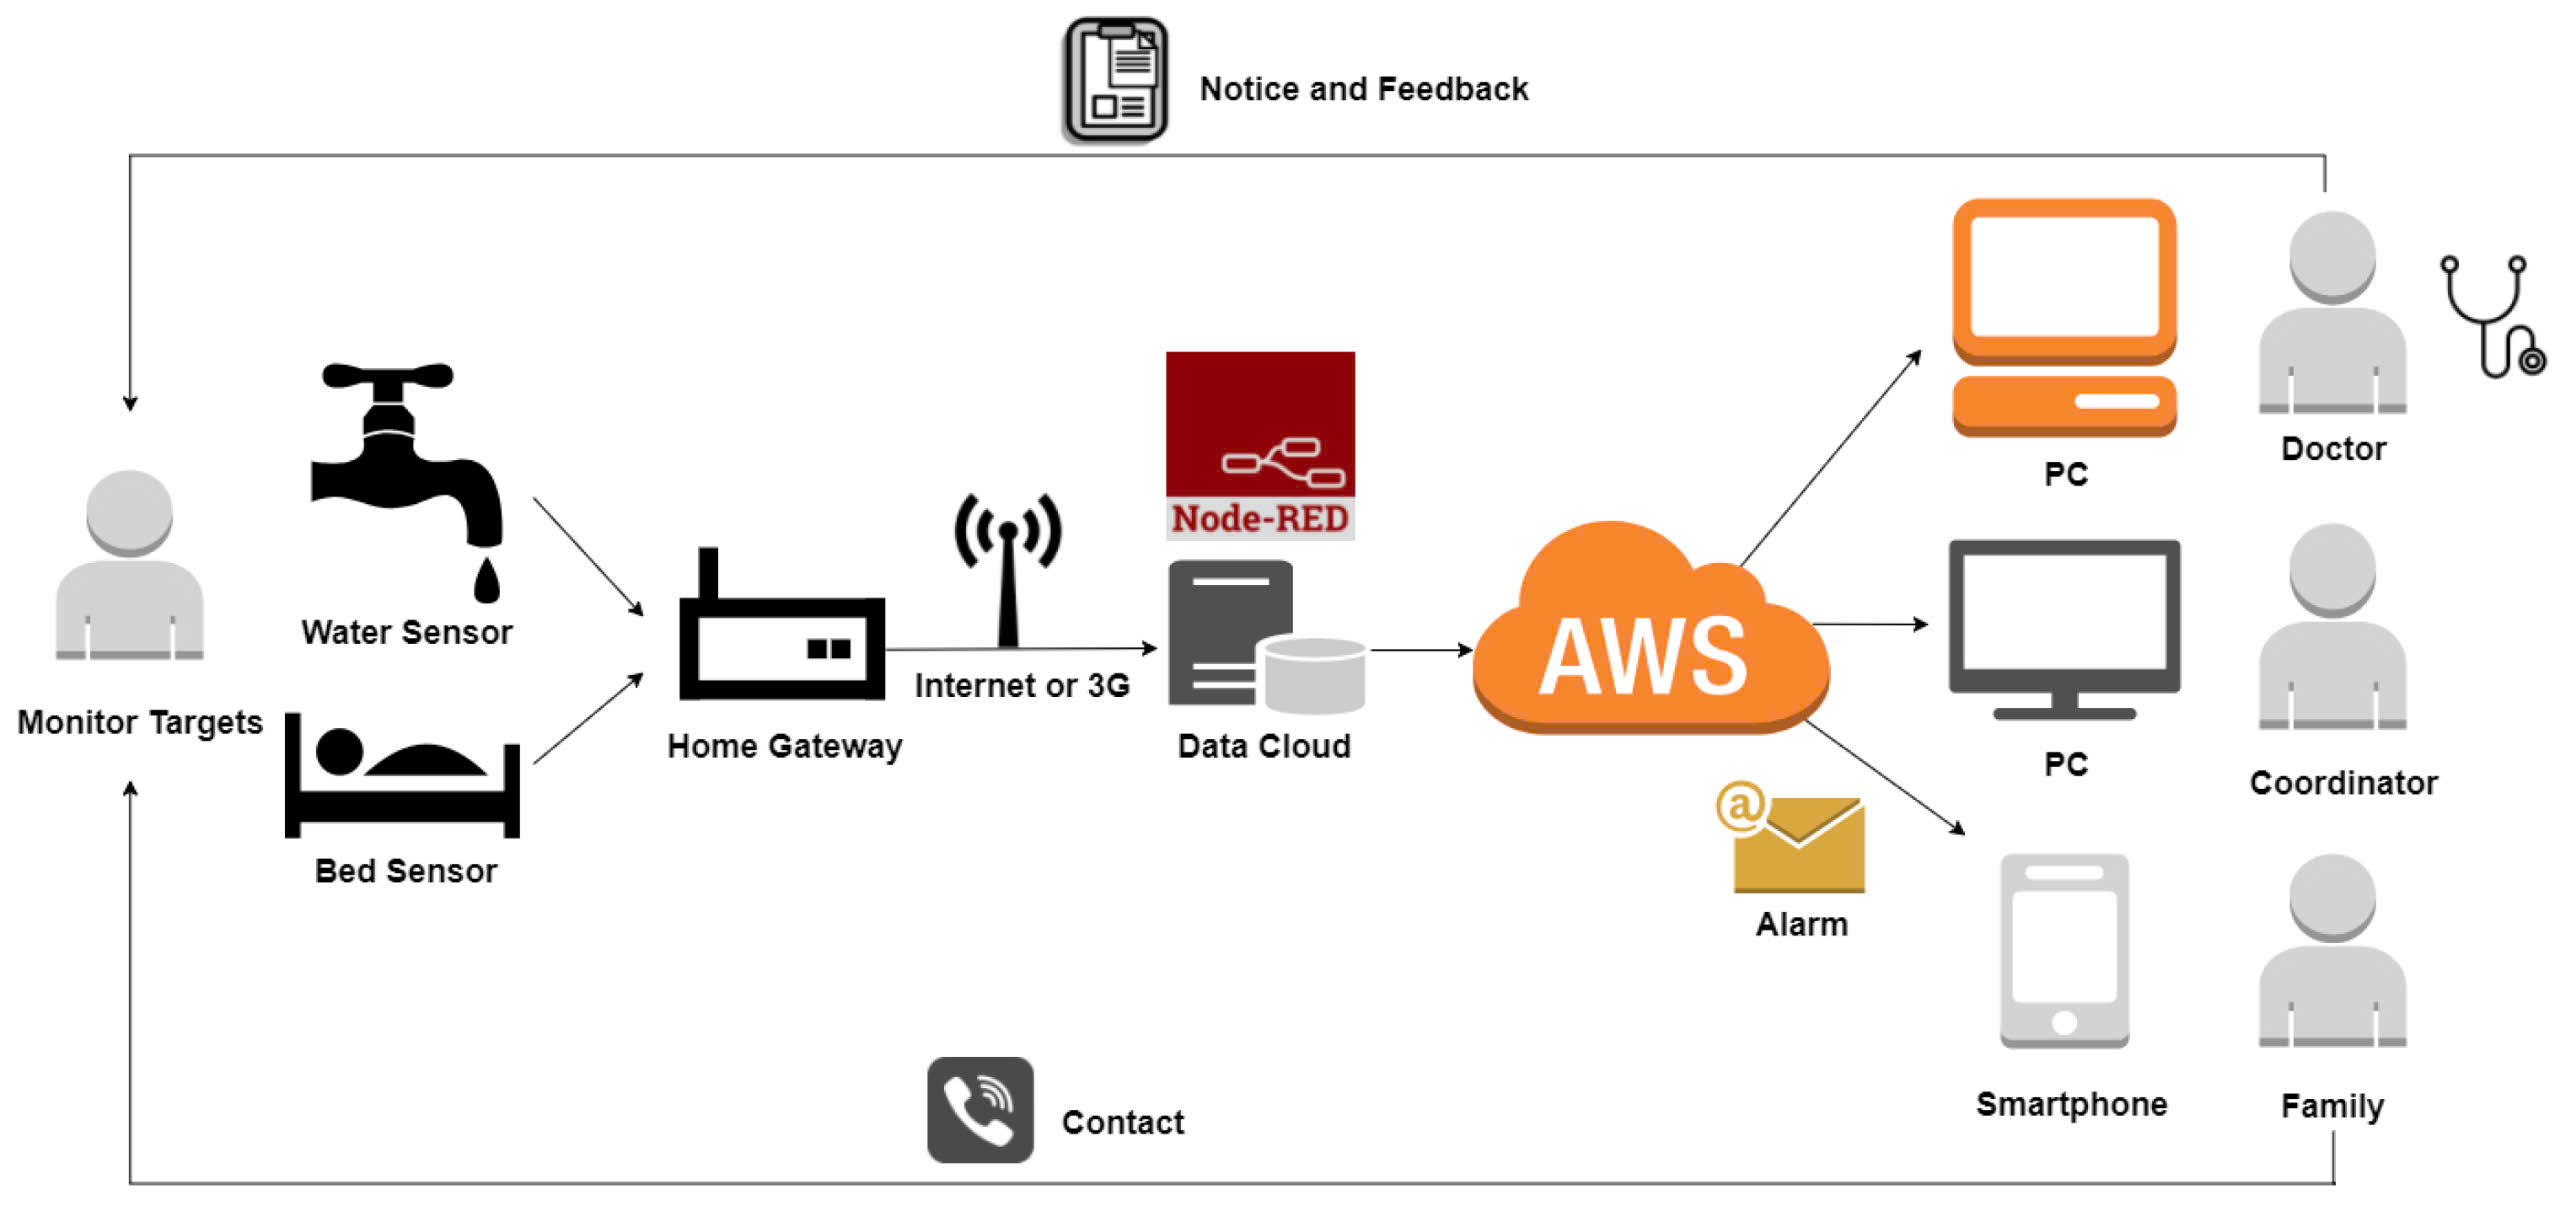 Notice and Feedback
Node-RED
Doctor
PC
Water Sensor
AWS
Internet or 3G
Monitor Targets
Home Gateway
Data Cloud
PC
Coordinator
@
Bed Sensor
Alarm
Smartphone
Family
Contact